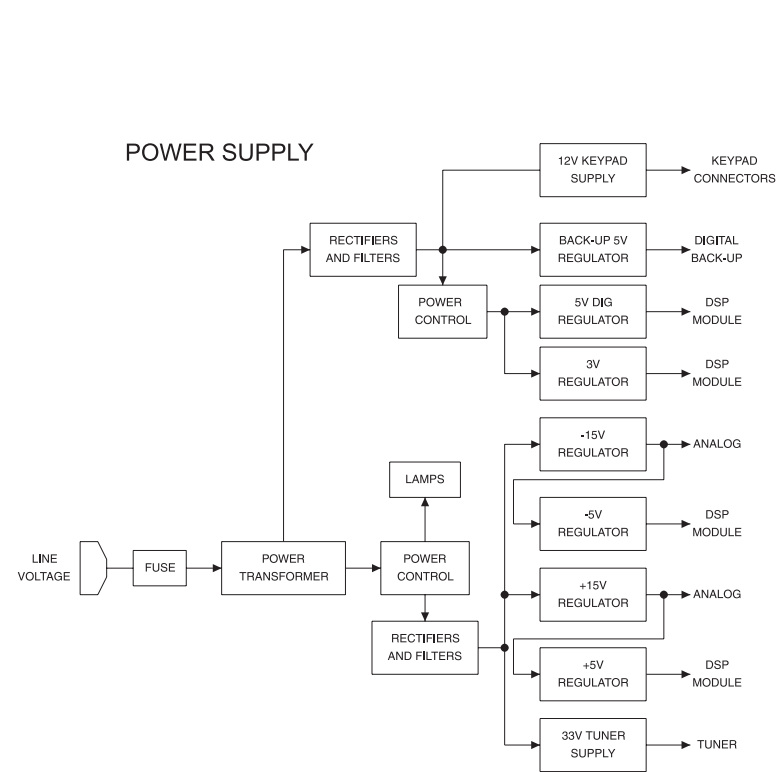 POWER SUPPLY
12V KEYPAD
SUPPLY
KEYPAD
CONNECTORS
RECTIFIERS
AND FILTERS
BACK-UP 5V
REGULATOR
DIGITAL
BACK-UP
POWER
CONTROL
5V DIG
REGULATOR
DSP
MODULE
3V
REGULATOR
DSP
MODULE
-15V
REGULATOR
ANALOG
LAMPS
-5V
REGULATOR
DSP
MODULE
LINE
VOLTAGE
FUSE
POWER
TRANSFORMER
POWER
CONTROL
+15V
REGULATOR
ANALOG
RECTIFIERS
AND FILTERS
+5V
REGULATOR
DSP
MODULE
33V TUNER
SUPPLY
TUNER